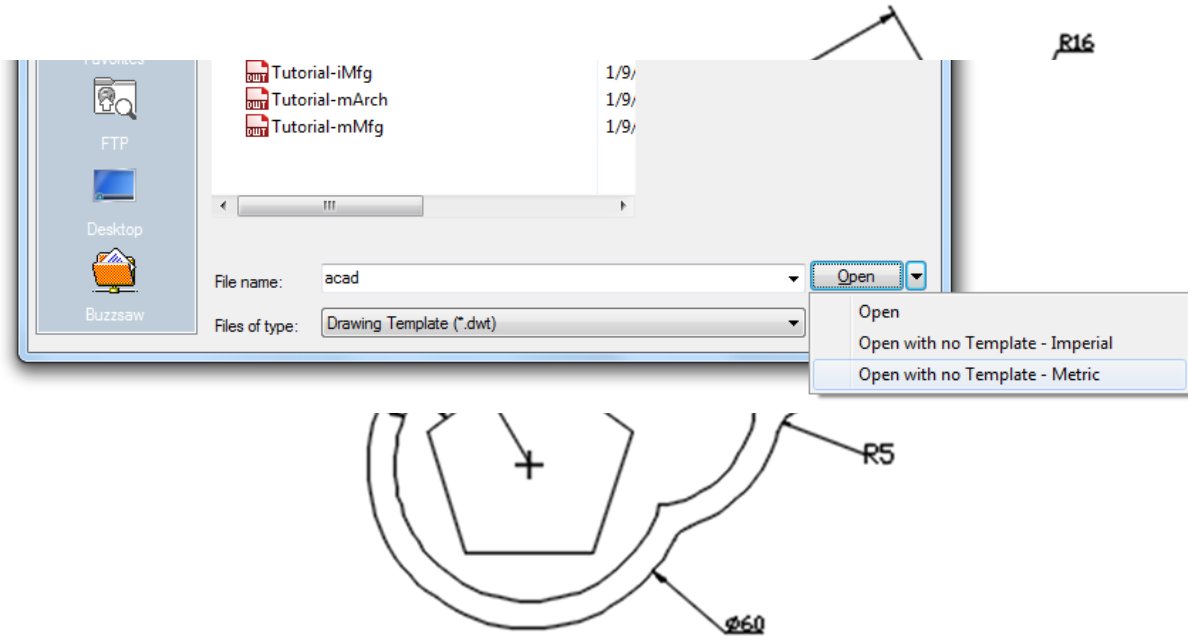 R16
Favorites
Tutorial-iMfg 1/9/
Tutorial-mArch 1/9/
Tutorial-mMfg 1/9/
FTP
Desktop
Buzzsaw
File name: acad Open
Files of type: Drawing Template (*.dwt)
Open
Open with no Template - Imperial
Open with no Template - Metric
R5
ø60